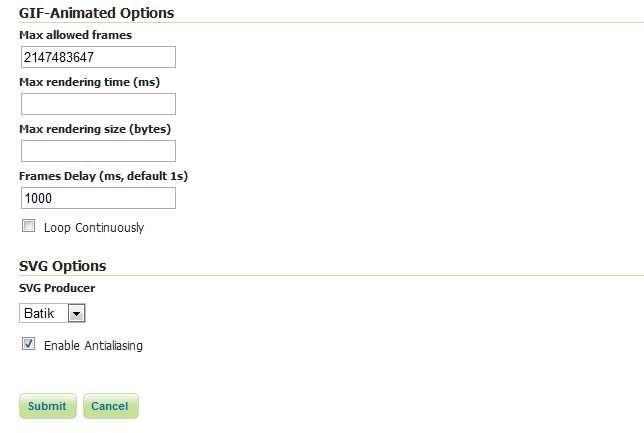 GIF-Animated Options
Max allowed frames
2147483647
Max rendering time (ms)
Max rendering size (bytes)
Frames Delay (ms, default 1s)
1000
Loop Continuously
SVG Options
SVG Producer
Batik
Enable Antialiasing
Submit Cancel